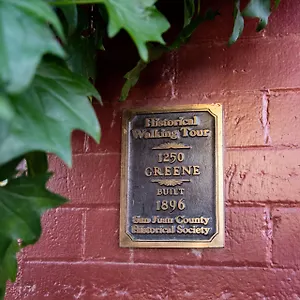 Historical
Walking Tour
1250
GREENE
BUILT
1896
San Juan County
Historical Society